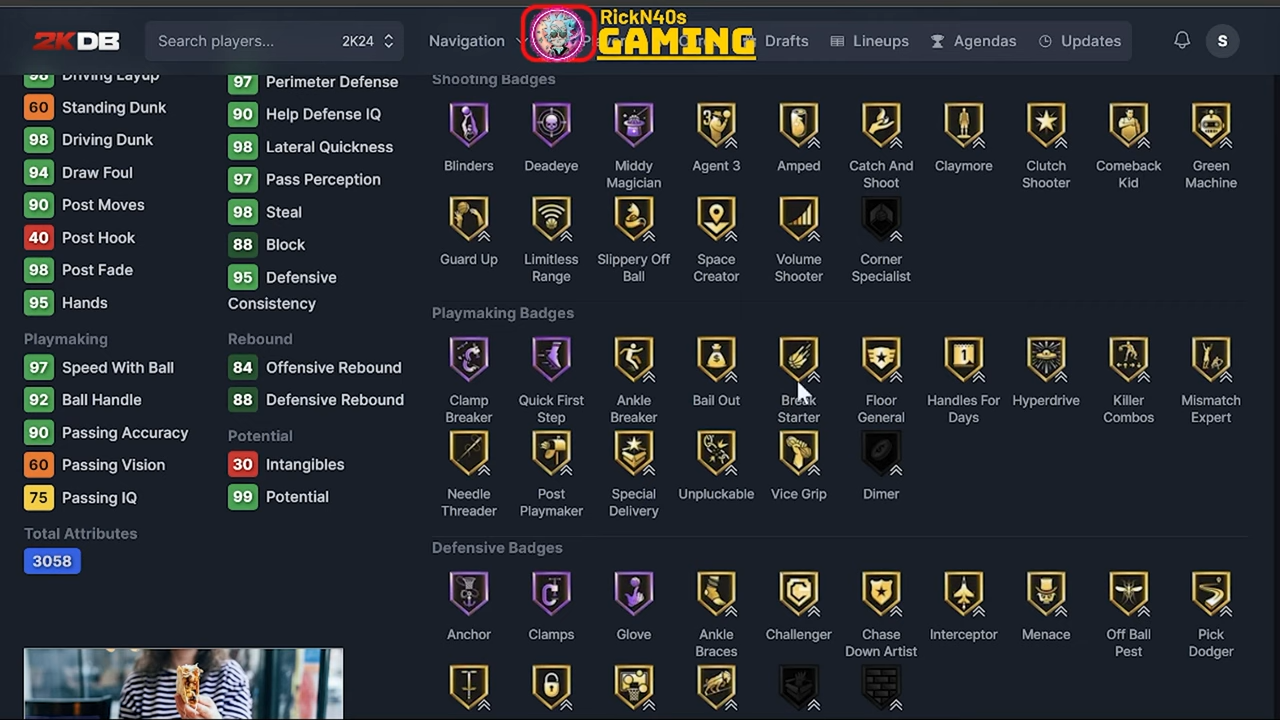 RickN40s
GAMING
2KDB
Search players...
2K24
Navigation
Drafts
Lineups
Agendas
Updates
S
98 Driving Layup
60 Standing Dunk
98 Driving Dunk
94 Draw Foul
90 Post Moves
40 Post Hook
98 Post Fade
95 Hands
Playmaking
97 Speed With Ball
92 Ball Handle
90 Passing Accuracy
60 Passing Vision
75 Passing IQ
Total Attributes
3058
97 Perimeter Defense
90 Help Defense IQ
98 Lateral Quickness
97 Pass Perception
98 Steal
88 Block
95 Defensive
Consistency
Rebound
84 Offensive Rebound
88 Defensive Rebound
Potential
30 Intangibles
99 Potential
Shooting Badges
Blinders
Deadeye
Middy
Magician
Agent 3
Amped
Catch And
Shoot
Claymore
Clutch
Shooter
Comeback
Kid
Green
Machine
Guard Up
Limitless
Range
Slippery Off
Ball
Space
Creator
Volume
Shooter
Corner
Specialist
Playmaking Badges
Clamp
Breaker
Quick First
Step
Ankle
Breaker
Bail Out
Break
Starter
Floor
General
Handles For
Days
Hyperdrive
Killer
Combos
Mismatch
Expert
Needle
Threader
Post
Playmaker
Special
Delivery
Unpluckable
Vice Grip
Dimer
Defensive Badges
Anchor
Clamps
Glove
Ankle
Braces
Challenger
Chase
Down Artist
Interceptor
Menace
Off Ball
Pest
Pick
Dodger